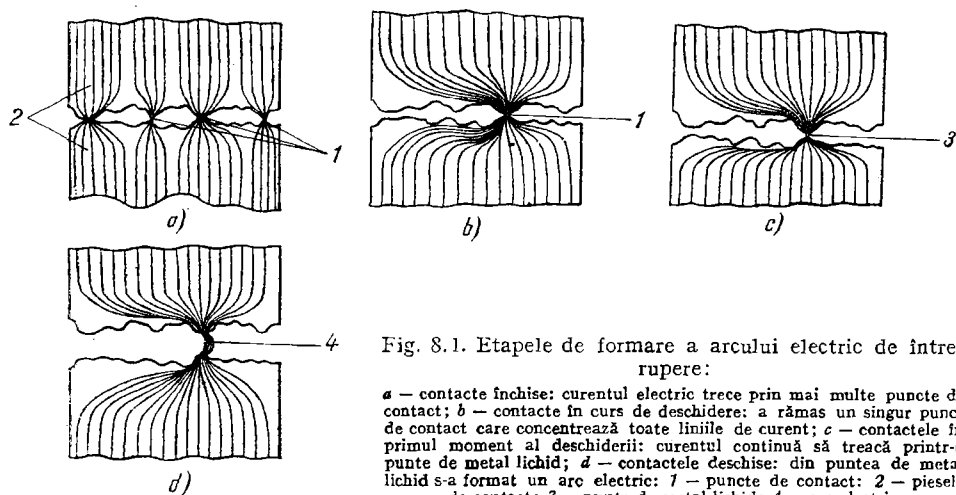 2
1
a)
1
b)
3
c)
4
d)
Fig. 8.1. Etapele de formare a arcului electric de între-
rupere:
a — contacte închise: curentul electric trece prin mai multe puncte d
contact; b — contacte în curs de deschidere: a rămas un singur punc
de contact care concentrează toate liniile de curent; c — contactele î
primul moment al deschiderii: curentul continuă să treacă printr-
punte de metal lichid; d — contactele deschise: din puntea de meta
lichid s-a format un arc electric: 1 — puncte de contact: 2 — piesel